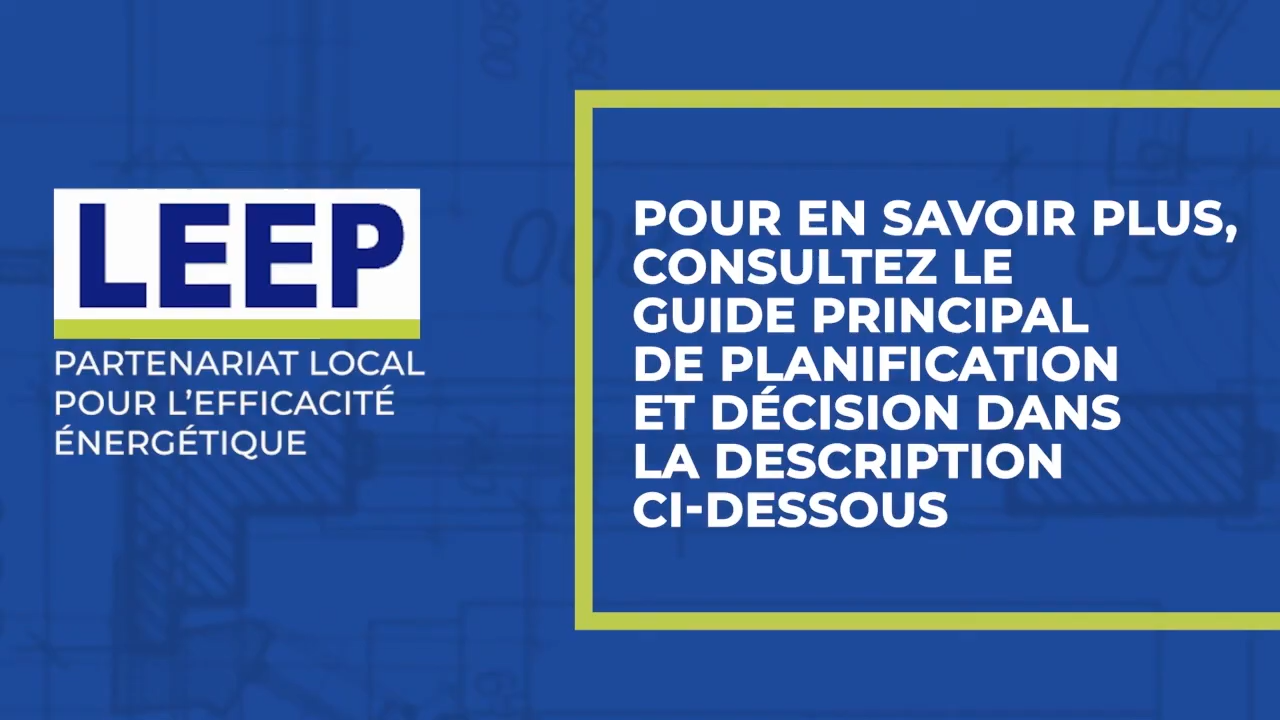 LEEP
PARTENARIAT LOCAL
POUR L'EFFICACITÉ
ÉNERGÉTIQUE
POUR EN SAVOIR PLUS,
CONSULTEZ LE
GUIDE PRINCIPAL
DE PLANIFICATION
ET DÉCISION DANS
LA DESCRIPTION
CI-DESSOUS